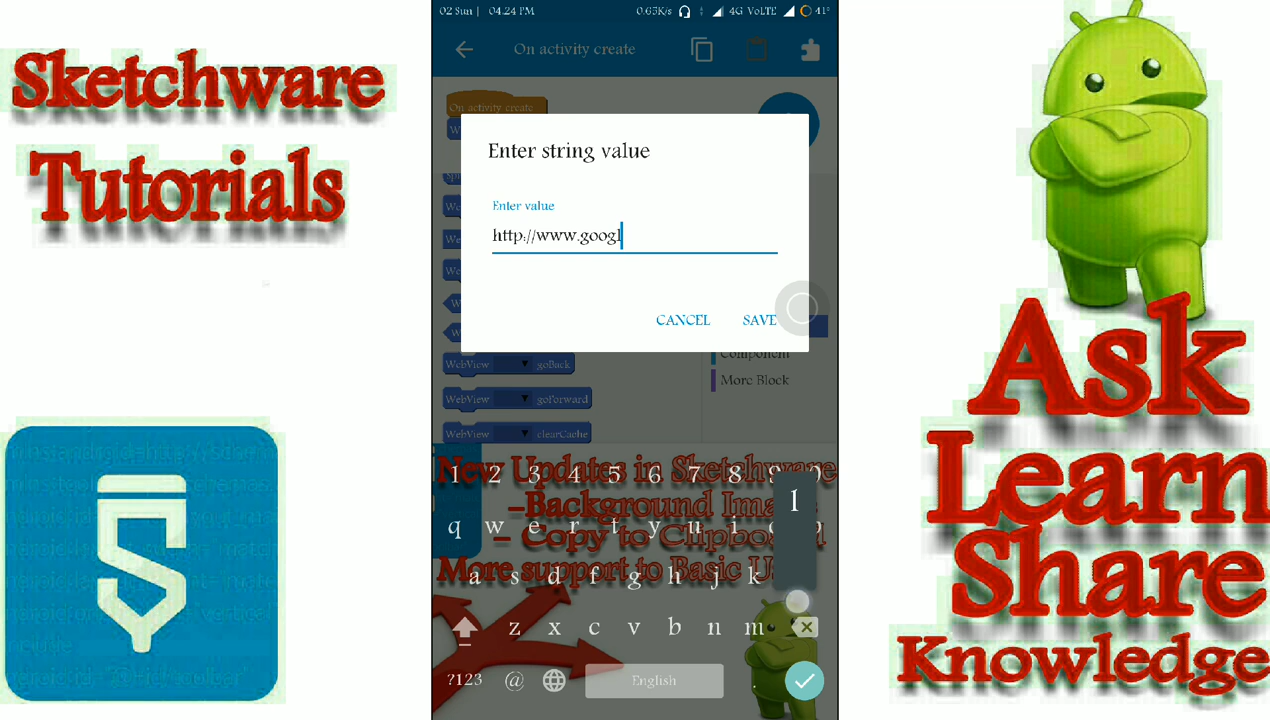 Sketchware
Tutorials
02 Sun | 04.24 PM
0.65K/s 4G VoLTE 41°
On activity create
On activity create
Enter string value
Enter value
http://www.googl
CANCEL SAVE
Component
More Block
WebView goBack
WebView goForward
WebView clearCache
New Updates in Sketchware
-Background Image
- Copy to Clipboard
More support to Basic U
1 2 3 4 5 6 7 8 9 0
l
q w e r t y u i o p
a s d f g h j k
z x c v b n m
?123 @ English .
Ask
Learn
Share
Knowledge